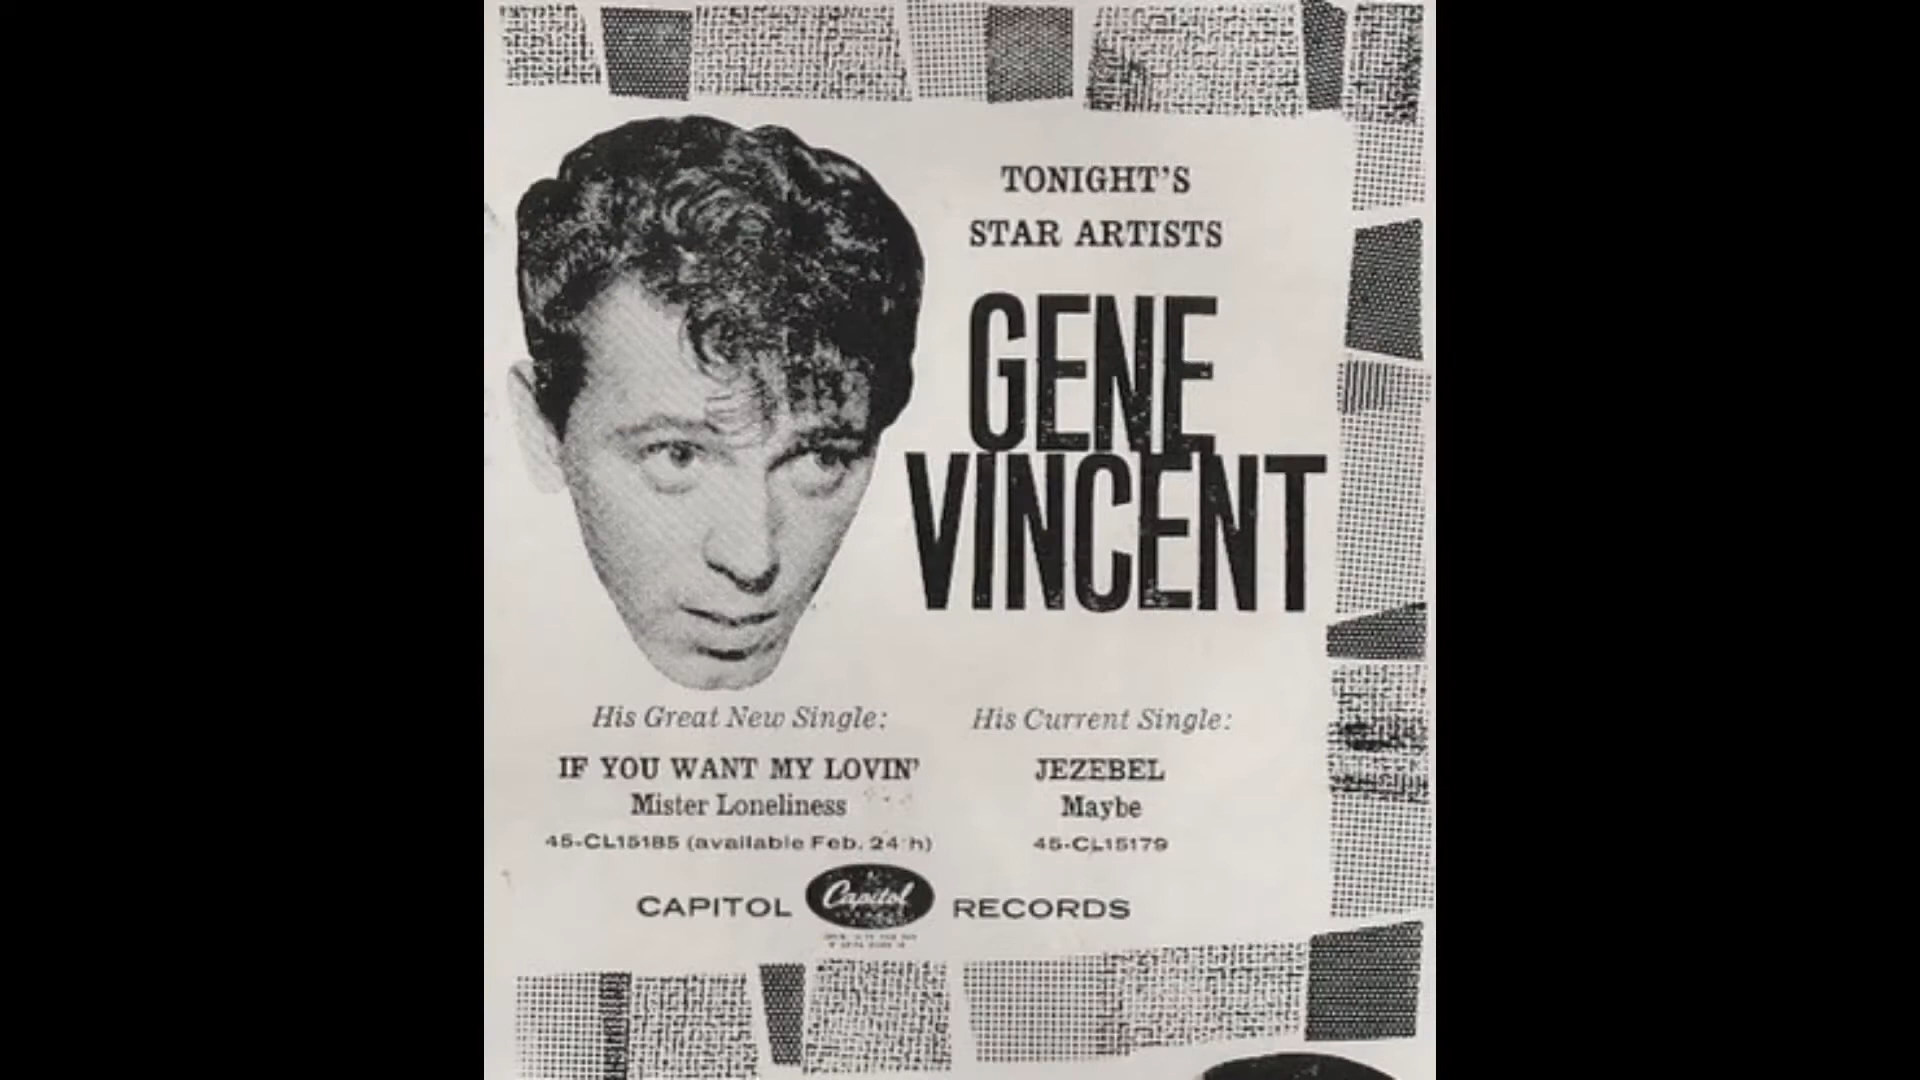 TONIGHT'S
STAR ARTISTS
GENE
VINCENT
His Great New Single:
IF YOU WANT MY LOVIN'
Mister Loneliness
45-CL15185 (available Feb. 24th)
His Current Single:
JEZEBEL
Maybe
45-CL15179
CAPITOL Capitol RECORDS